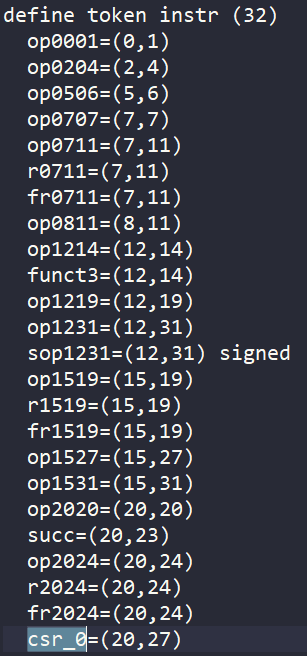 define token instr (32)
op0001=(0,1)
op0204=(2,4)
op0506=(5,6)
op0707=(7,7)
op0711=(7,11)
r0711=(7,11)
fr0711=(7,11)
op0811=(8,11)
op1214=(12,14)
funct3=(12,14)
op1219=(12,19)
op1231=(12,31)
sop1231=(12,31) signed
op1519=(15,19)
r1519=(15,19)
fr1519=(15,19)
op1527=(15,27)
op1531=(15,31)
op2020=(20,20)
succ=(20,23)
op2024=(20,24)
r2024=(20,24)
fr2024=(20,24)
csr_0=(20,27)